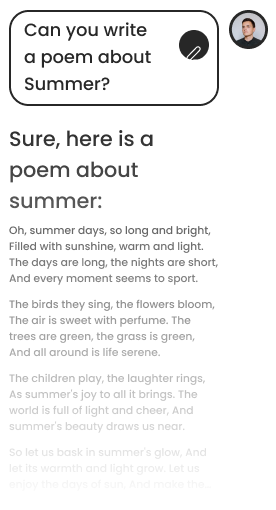 Can you write
a poem about
Summer?
Sure, here is a
poem about
summer:
Oh, summer days, so long and bright,
Filled with sunshine, warm and light.
The days are long, the nights are short,
And every moment seems to sport.
The birds they sing, the flowers bloom,
The air is sweet with perfume. The
trees are green, the grass is green,
And all around is life serene.
The children play, the laughter rings,
As summer's joy to all it brings. The
world is full of light and cheer, And
summer's beauty draws us near.
So let us bask in summer's glow, And
let its warmth and light grow. Let us
enjoy the days of sun, And make the...